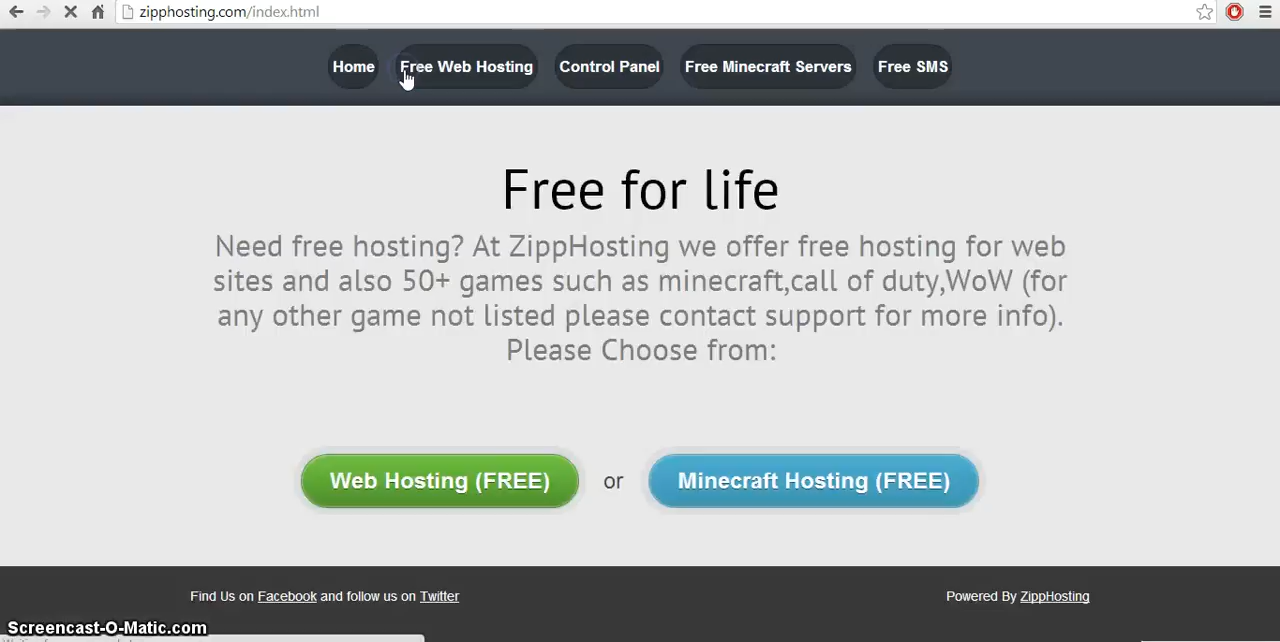 zipphosting.com/index.html
Home Free Web Hosting Control Panel Free Minecraft Servers Free SMS
Free for life
Need free hosting? At ZippHosting we offer free hosting for web
sites and also 50+ games such as minecraft,call of duty,WoW (for
any other game not listed please contact support for more info).
Please Choose from:
Web Hosting (FREE) or Minecraft Hosting (FREE)
Find Us on Facebook and follow us on Twitter Powered By ZippHosting
Screencast-O-Matic.com